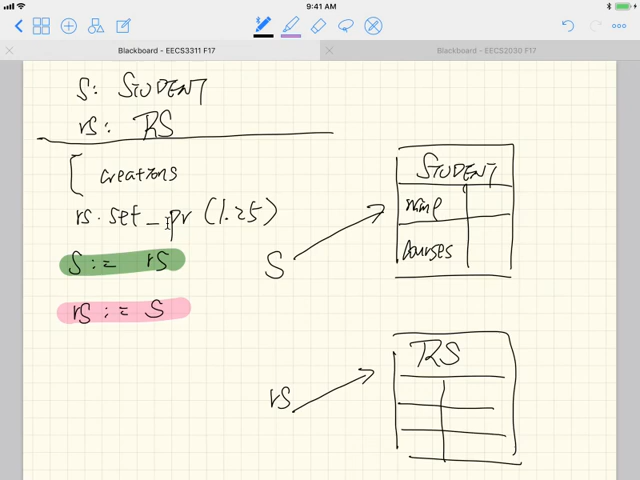 9:41 AM
Blackboard - EECS3311 F17
Blackboard - EECS2030 F17
S: STUDENT
rs: RS
creations
rs.set_pr (1.25)
S := rS
rS := S
S
STUDENT
name
courses
rs
RS